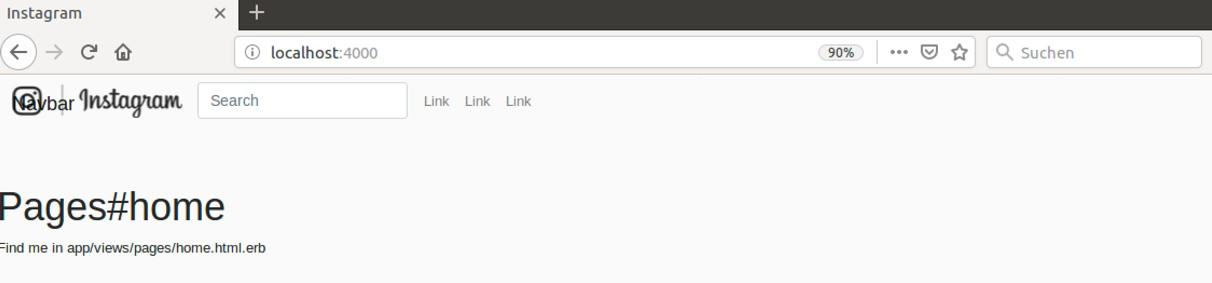 Instagram
localhost:4000
90%
Suchen
Navbar Instagram Search Link Link Link
Pages#home
Find me in app/views/pages/home.html.erb